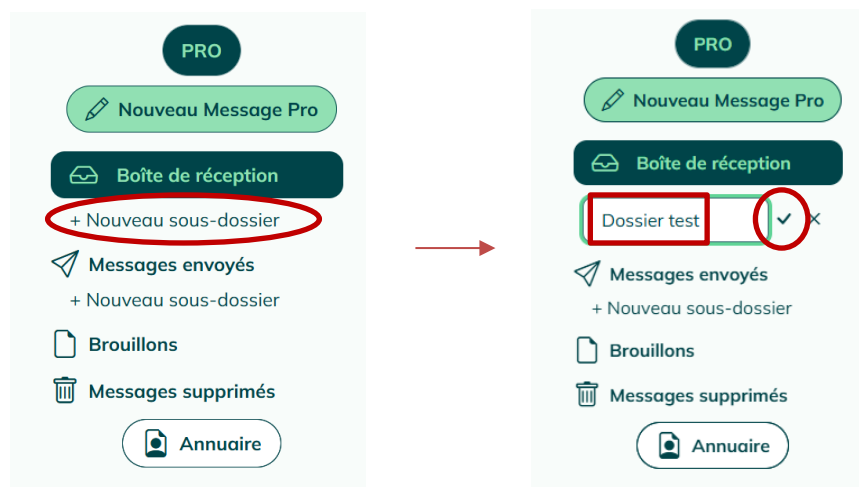 PRO
Nouveau Message Pro
Boîte de réception
+ Nouveau sous-dossier
Messages envoyés
+ Nouveau sous-dossier
Brouillons
Messages supprimés
Annuaire
PRO
Nouveau Message Pro
Boîte de réception
Dossier test
Messages envoyés
+ Nouveau sous-dossier
Brouillons
Messages supprimés
Annuaire